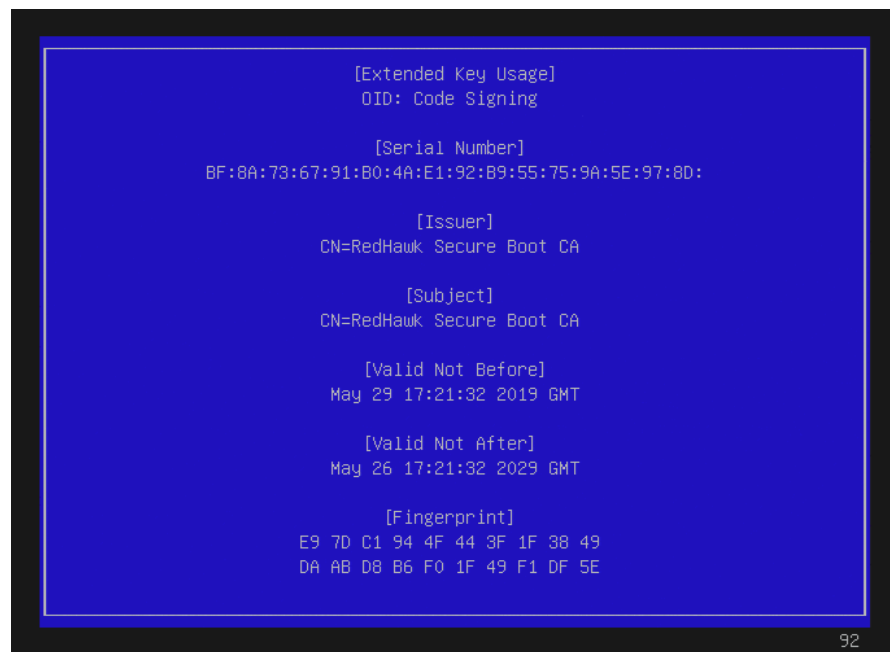 [Extended Key Usage]
OID: Code Signing
[Serial Number]
BF:8A:73:67:91:B0:4A:E1:92:B9:55:75:9A:5E:97:8D:
[Issuer]
CN=RedHawk Secure Boot CA
[Subject]
CN=RedHawk Secure Boot CA
[Valid Not Before]
May 29 17:21:32 2019 GMT
[Valid Not After]
May 26 17:21:32 2029 GMT
[Fingerprint]
E9 7D C1 94 4F 44 3F 1F 38 49
DA AB D8 B6 F0 1F 49 F1 DF 5E
92